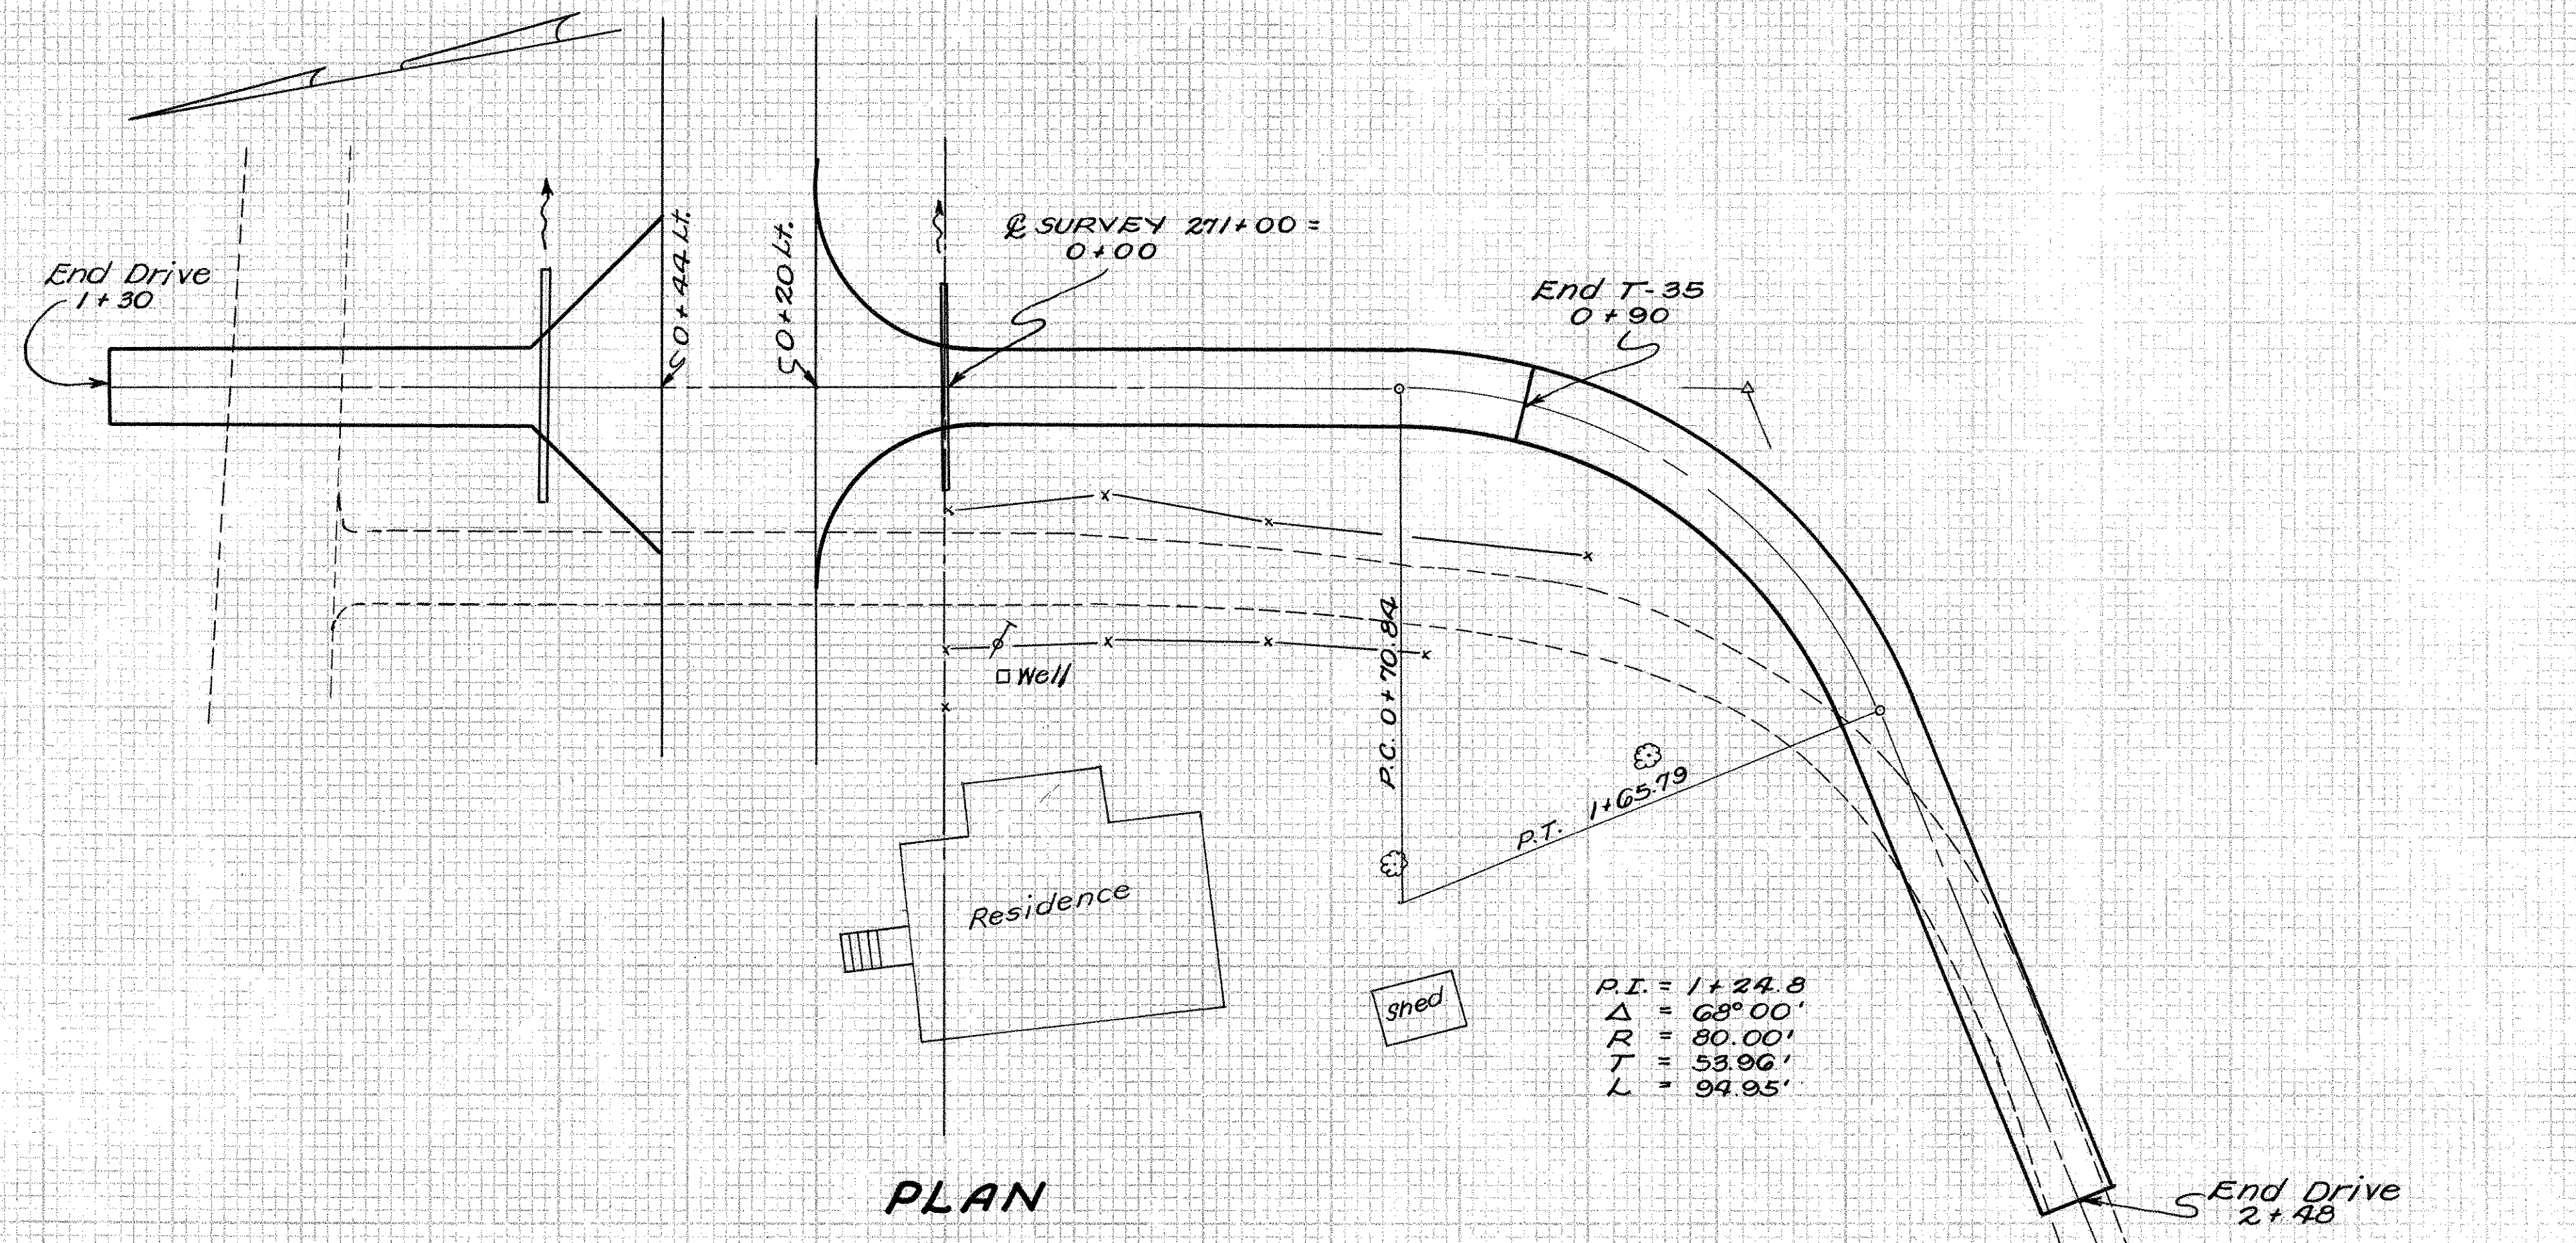 End Drive
1 + 30
0+44 Lt.
0+20 Lt.
℄ SURVEY 271+00 =
0+00
End T-35
0 + 90
P.C. 0+70.84
□ Well
P.T. 1+65.79
Residence
shed
P.I. = 1 + 24.8
Δ = 68° 00'
R = 80.00'
T = 53.96'
L = 94.95'
PLAN
End Drive
2 + 48